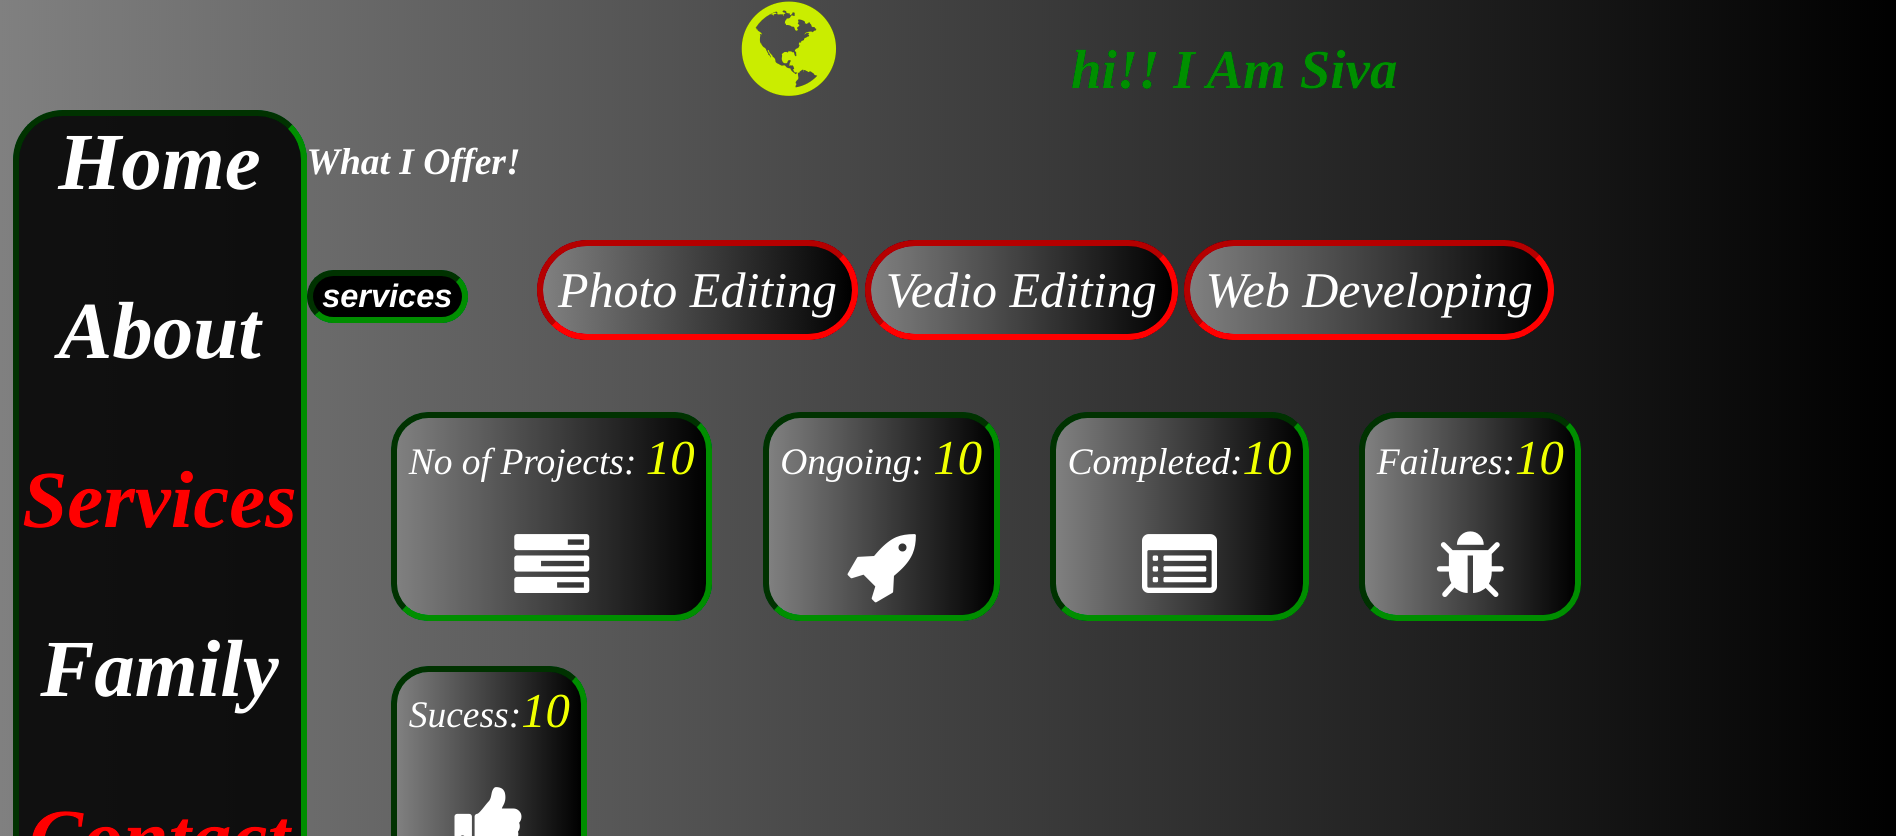 hi!! I Am Siva
Home
About
Services
Family
Contact
What I Offer!
services
Photo Editing
Vedio Editing
Web Developing
No of Projects: 10
Ongoing: 10
Completed:10
Failures:10
Sucess:10